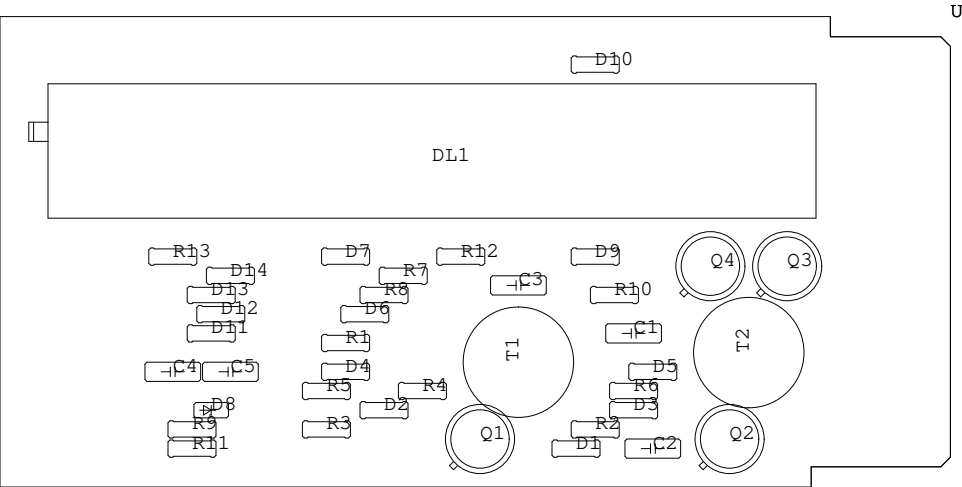 U
D10
DL1
R13 D7 R12 D9 Q4 Q3
D14 R7 C3
D13 R8 R10
D12 D6
D11 R1 T1 C1 T2
C4 C5 D4 D5
R5 R4 R6
D8 D2 D3
R9 R3 Q1 R2 Q2
R11 D1 C2